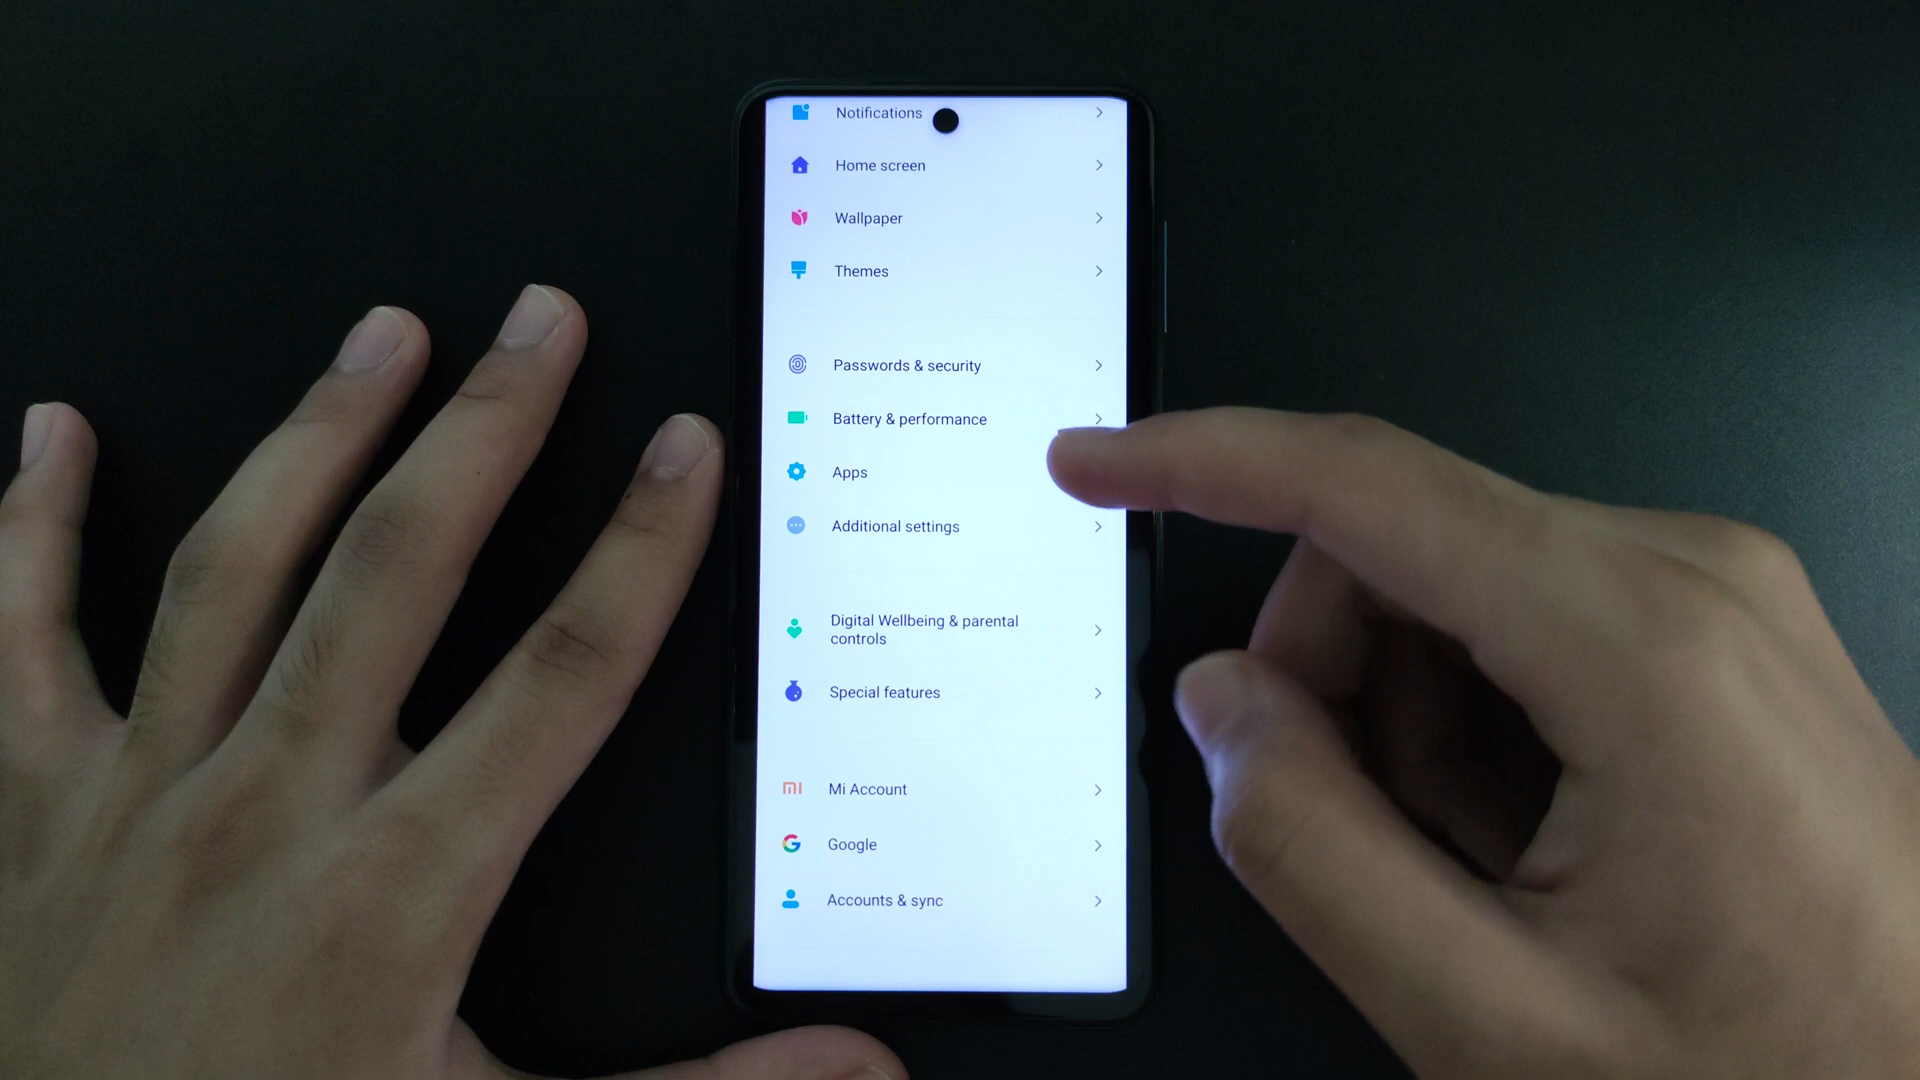 Notifications
Home screen
Wallpaper
Themes
Passwords & security
Battery & performance
Apps
Additional settings
Digital Wellbeing & parental
controls
Special features
Mi Account
Google
Accounts & sync